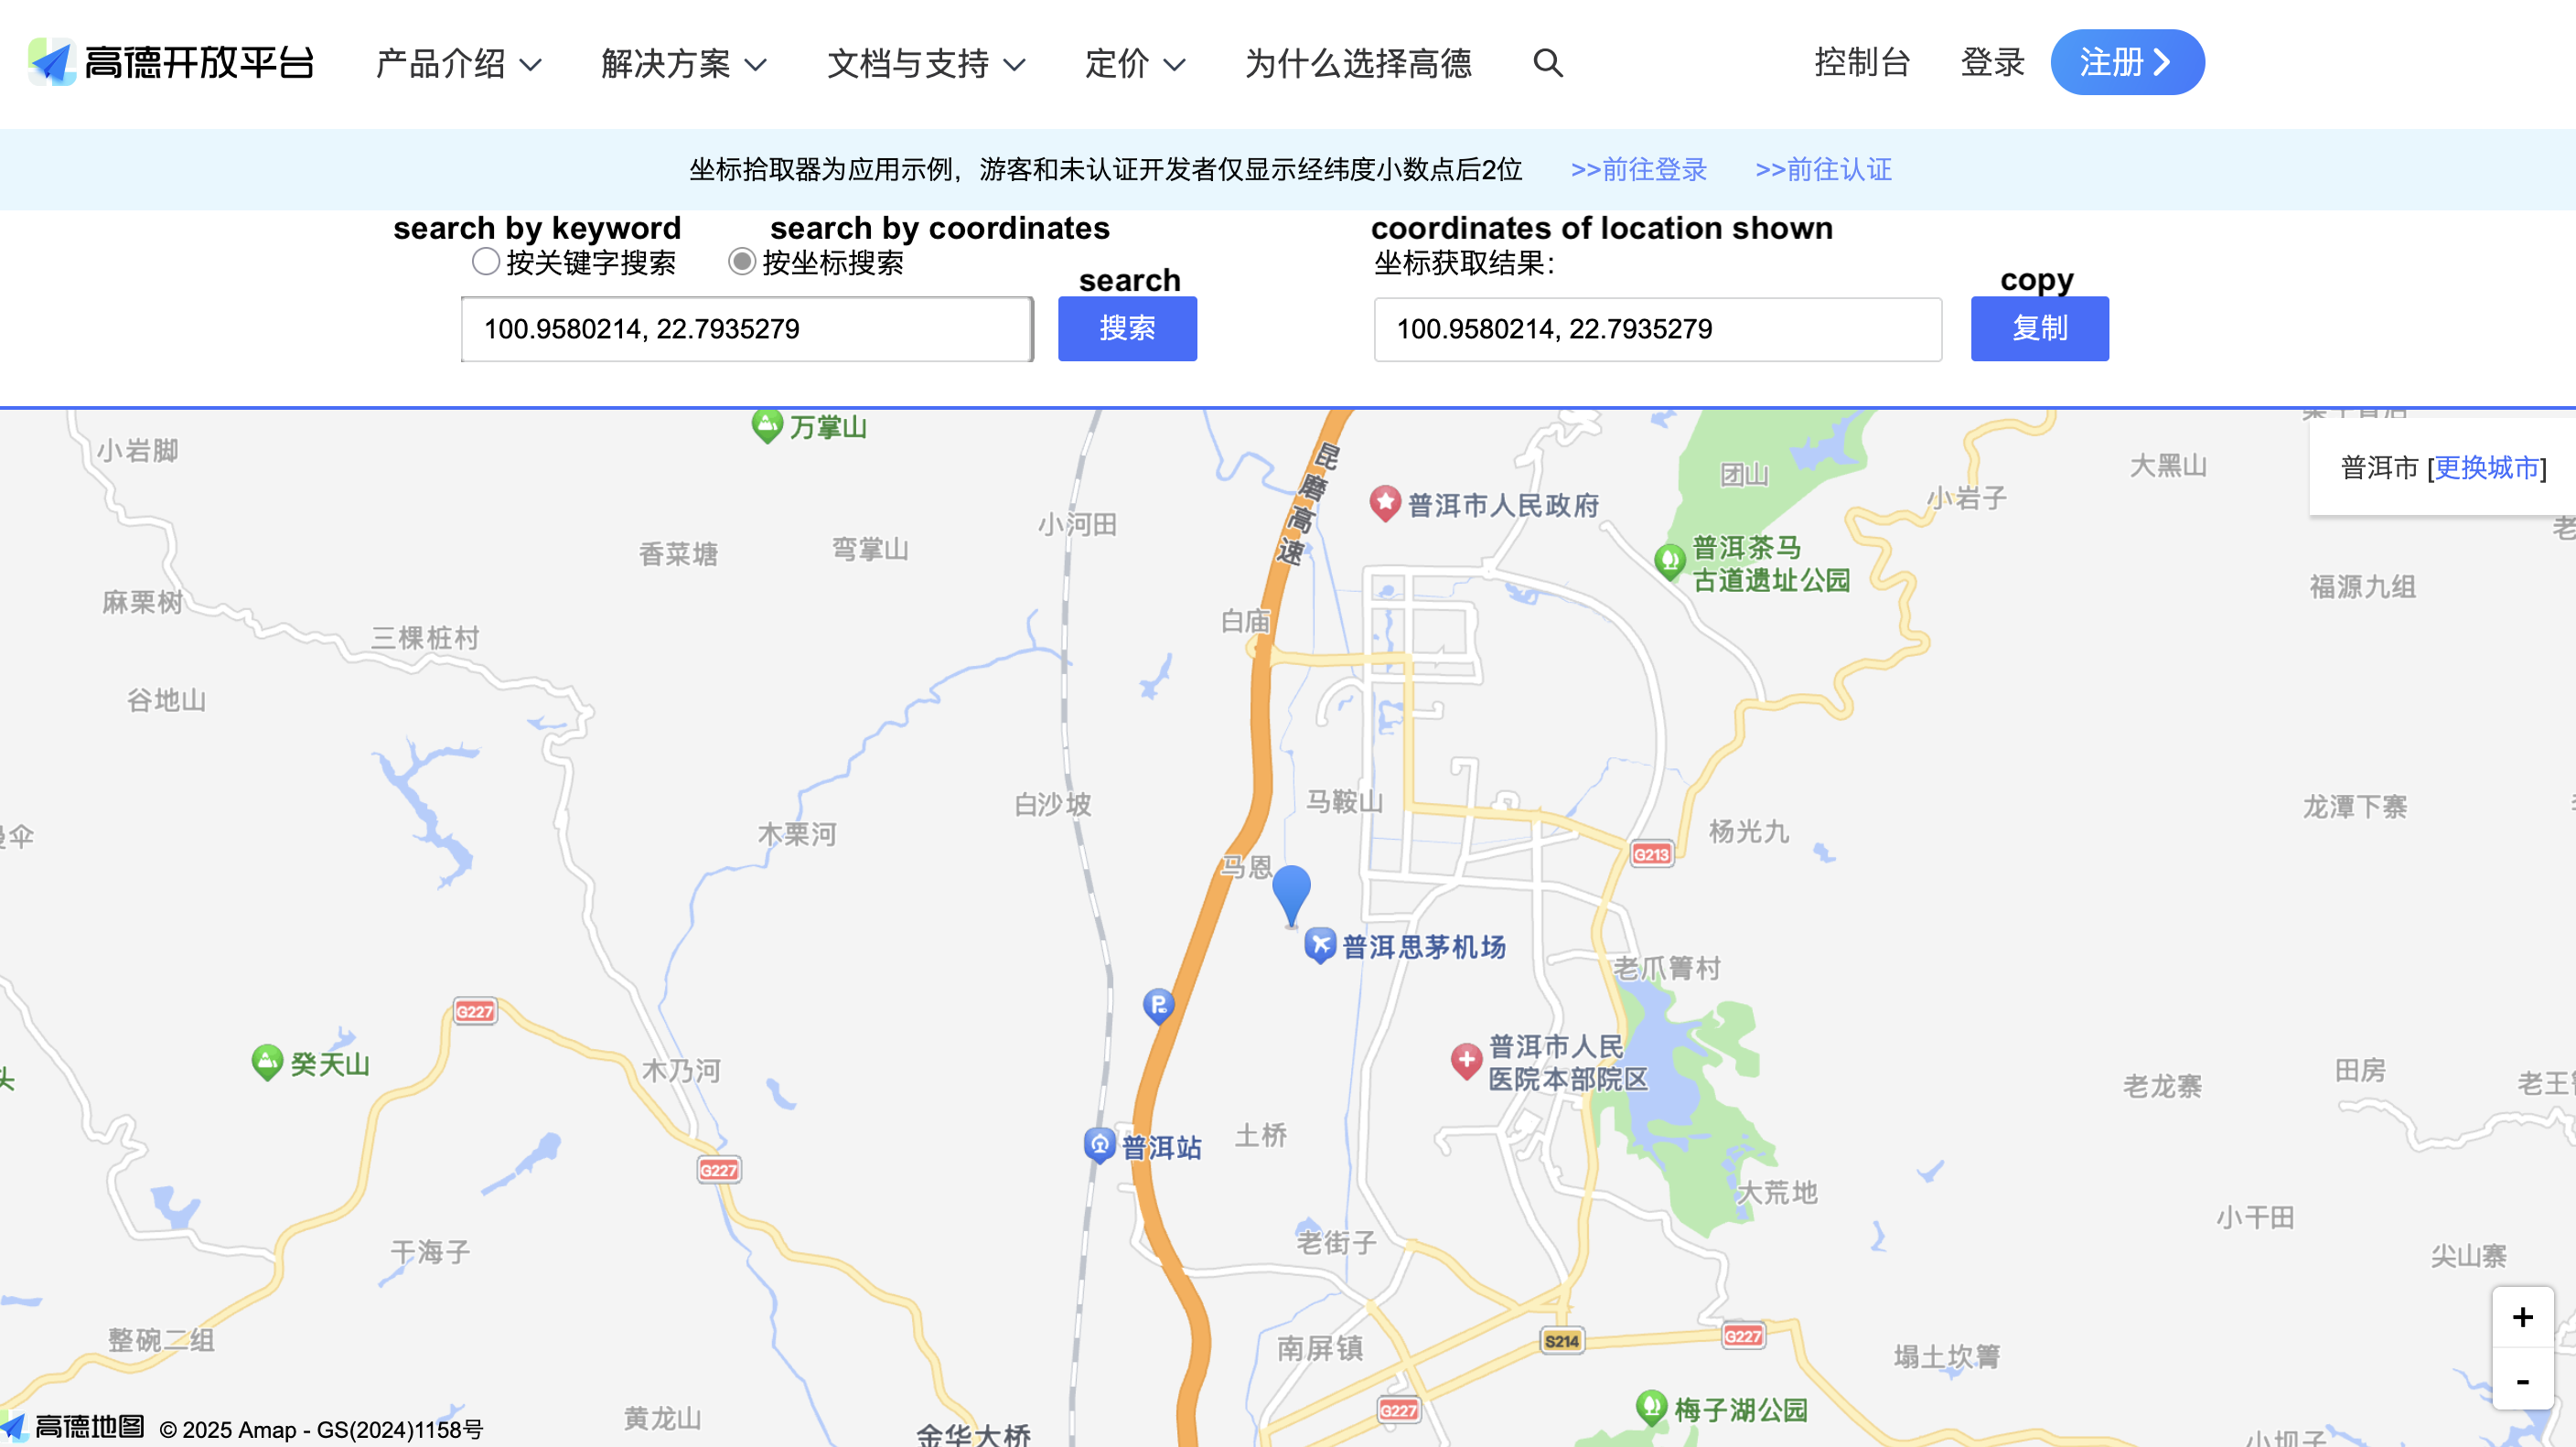 高德开放平台
产品介绍
解决方案
文档与支持
定价
为什么选择高德
控制台
登录
注册
坐标拾取器为应用示例，游客和未认证开发者仅显示经纬度小数点后2位
>>前往登录
>>前往认证
search by keyword
search by coordinates
coordinates of location shown
按关键字搜索
按坐标搜索
坐标获取结果：
search
copy
100.9580214, 22.7935279
搜索
100.9580214, 22.7935279
复制
普洱市 [更换城市]
万掌山
小岩脚
昆磨高速
团山
大黑山
小岩子
普洱市人民政府
小河田
香菜塘
弯掌山
普洱茶马
古道遗址公园
福源九组
麻栗树
白庙
三棵桩村
谷地山
白沙坡
马鞍山
龙潭下寨
木栗河
杨光九
G213
马恩
普洱思茅机场
老爪箐村
G227
P
普洱市人民
医院本部院区
癸天山
木乃河
田房
老龙寨
土桥
普洱站
G227
大荒地
小干田
老街子
干海子
尖山寨
+
整碗二组
南屏镇
S214
G227
塌土坎箐
-
G227
梅子湖公园
黄龙山
金华大桥
高德地图
© 2025 Amap - GS(2024)1158号
小坝子